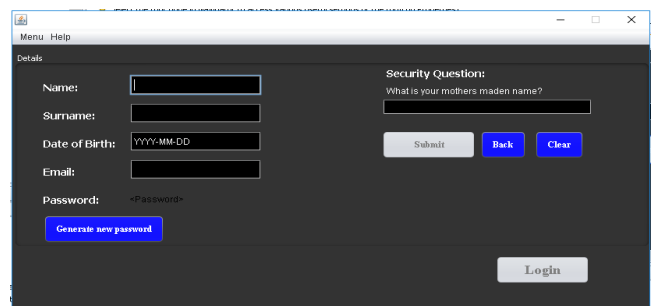 Menu Help
Details
Name:
Surname:
Date of Birth: YYYY-MM-DD
Email:
Password: <Password>
Generate new password
Security Question:
What is your mothers maden name?
Submit Back Clear
Login